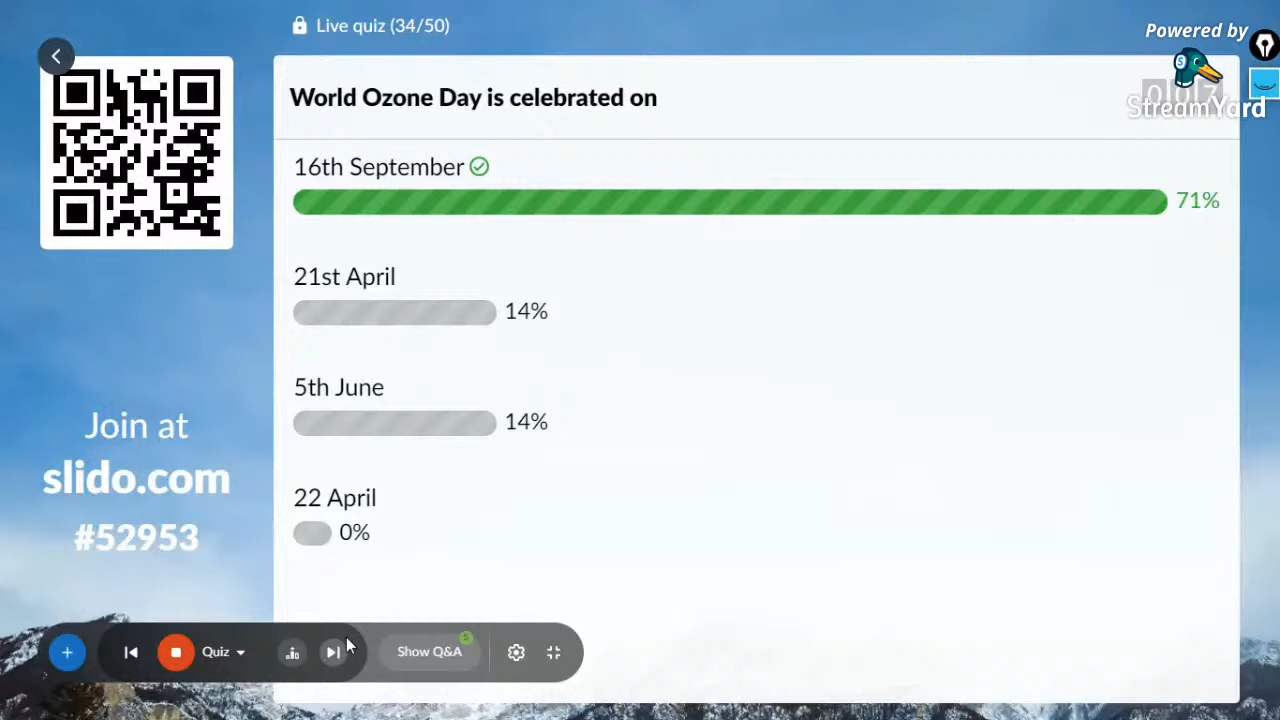 Live quiz (34/50)
Powered by
StreamYard
World Ozone Day is celebrated on
16th September
71%
21st April
14%
5th June
14%
22 April
0%
Join at
slido.com
#52953
Quiz
Show Q&A
5